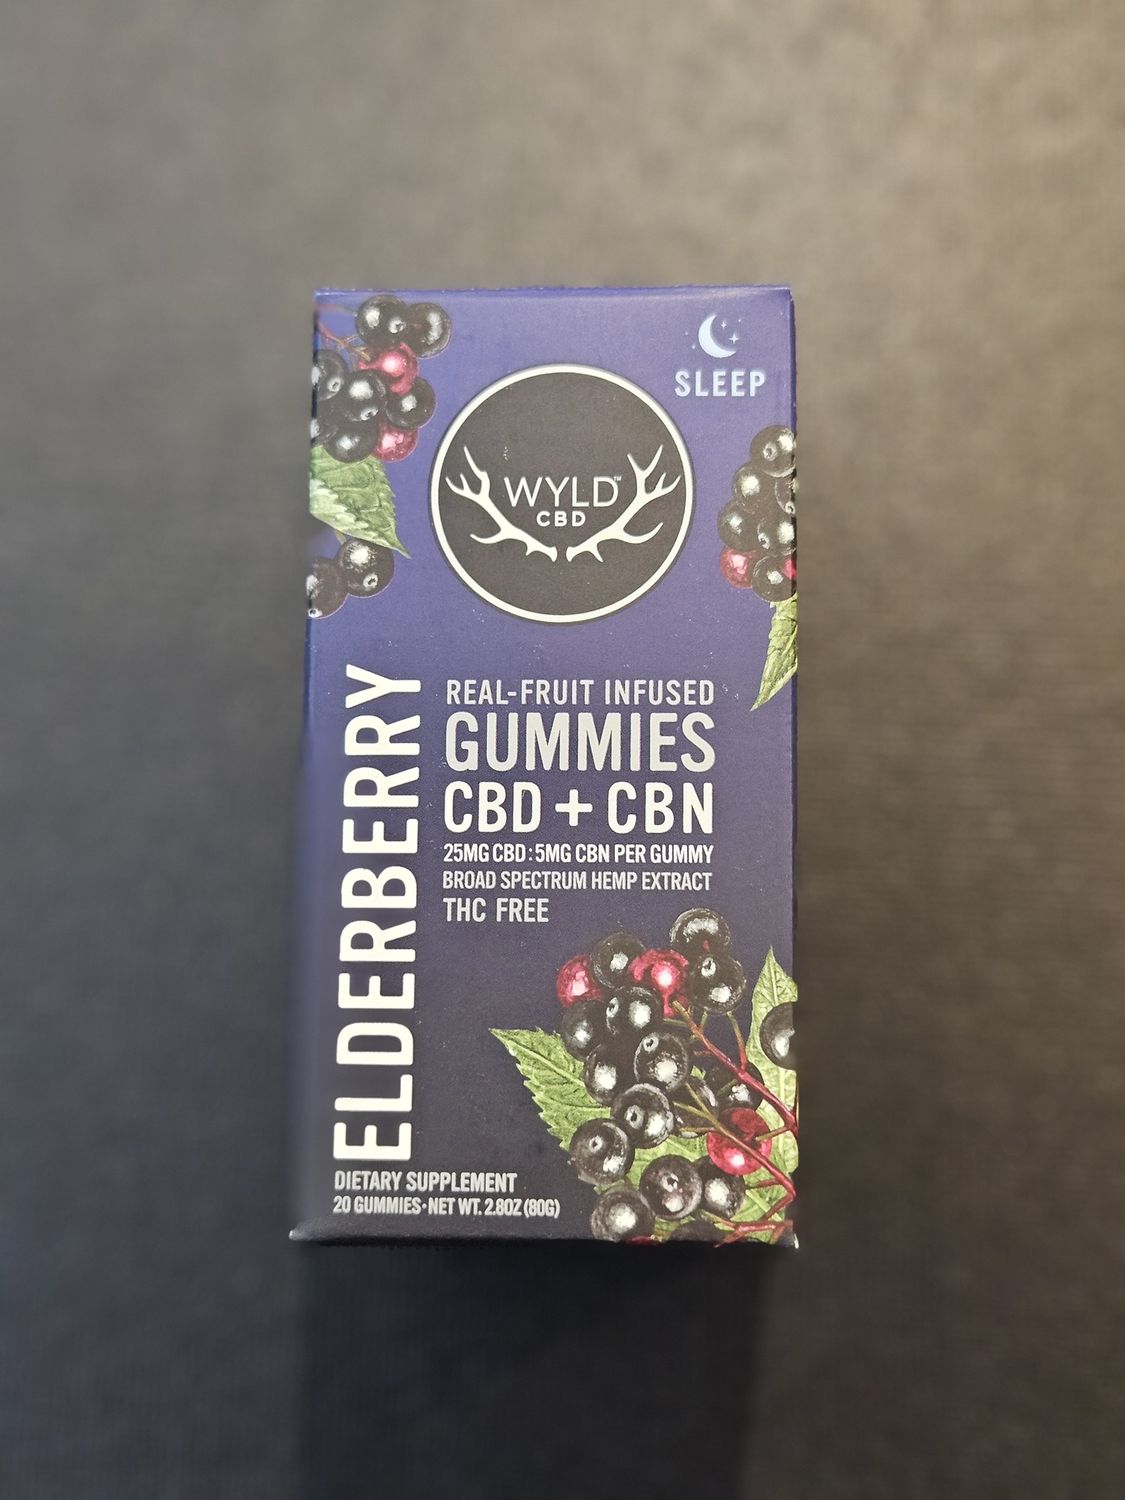 SLEEP
WYLD™
CBD
ELDERBERRY
REAL-FRUIT INFUSED
GUMMIES
CBD + CBN
25MG CBD : 5MG CBN PER GUMMY
BROAD SPECTRUM HEMP EXTRACT
THC FREE
DIETARY SUPPLEMENT
20 GUMMIES • NET WT. 2.8OZ (80G)